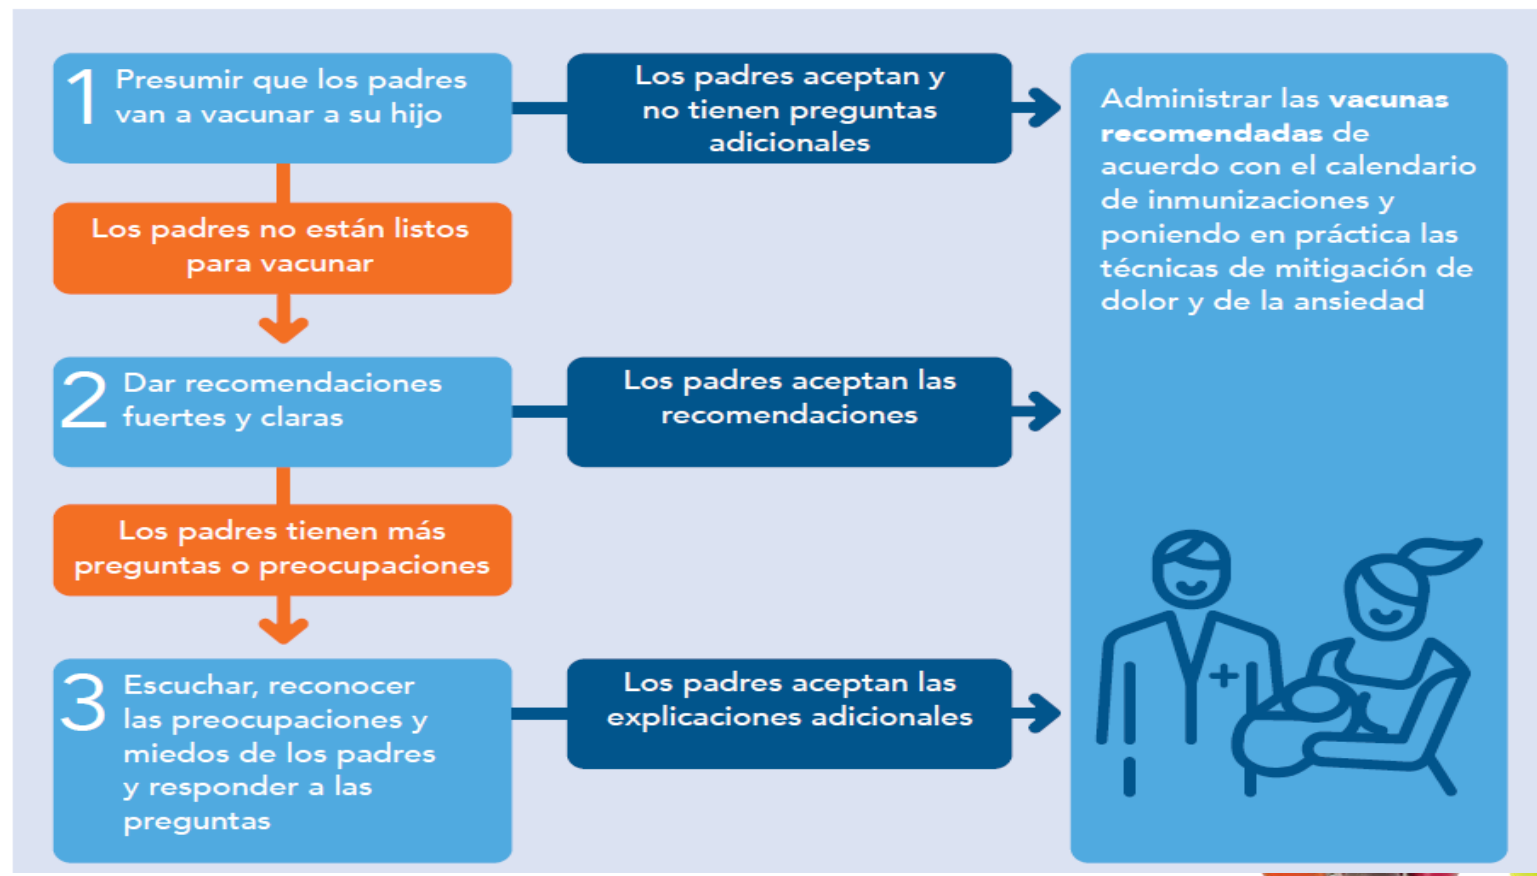 1 Presumir que los padres
van a vacunar a su hijo
Los padres aceptan y
no tienen preguntas
adicionales
Administrar las vacunas
recomendadas de
acuerdo con el calendario
de inmunizaciones y
poniendo en práctica las
técnicas de mitigación de
dolor y de la ansiedad
Los padres no están listos
para vacunar
2 Dar recomendaciones
fuertes y claras
Los padres aceptan las
recomendaciones
Los padres tienen más
preguntas o preocupaciones
3 Escuchar, reconocer
las preocupaciones y
miedos de los padres
y responder a las
preguntas
Los padres aceptan las
explicaciones adicionales